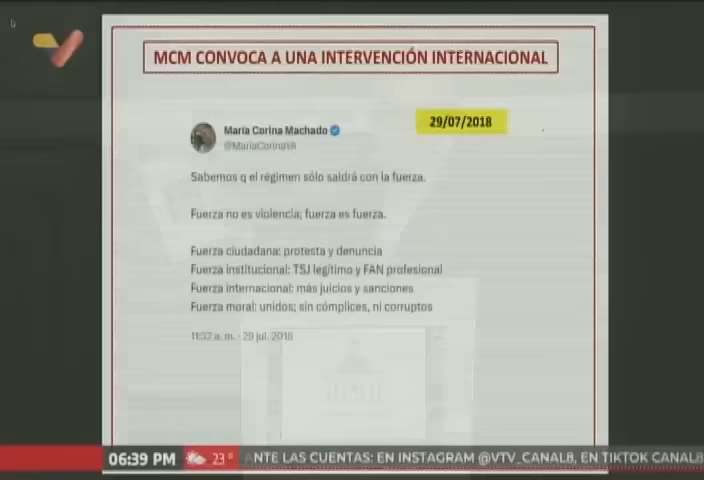 MCM CONVOCA A UNA INTERVENCIÓN INTERNACIONAL
María Corina Machado
29/07/2018
@MariaCorinaYA
Sabemos q el régimen sólo saldrá con la fuerza.
Fuerza no es violencia; fuerza es fuerza.
Fuerza ciudadana: protesta y denuncia
Fuerza institucional: TSJ legítimo y FAN profesional
Fuerza internacional: más juicios y sanciones
Fuerza moral: unidos; sin cómplices, ni corruptos
11:32 a. m. · 29 jul. 2018
06:39 PM 23° ANTE LAS CUENTAS: EN INSTAGRAM @VTV_CANAL8, EN TIKTOK CANAL8